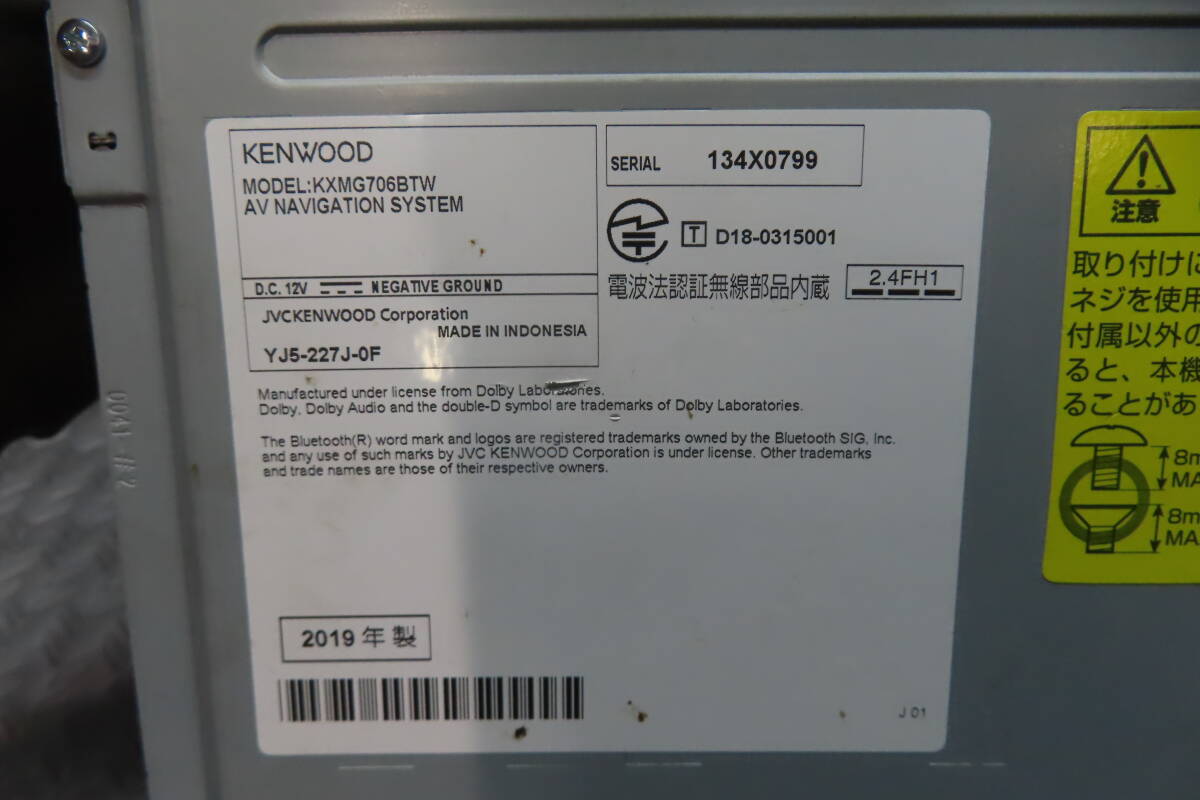 KENWOOD
MODEL:KXMG706BTW
AV NAVIGATION SYSTEM
D.C. 12V NEGATIVE GROUND
JVCKENWOOD Corporation
MADE IN INDONESIA
YJ5-227J-0F
SERIAL 134X0799
T D18-0315001
電波法認証無線部品内蔵 2.4FH1
Manufactured under license from Dolby Laboratories.
Dolby, Dolby Audio and the double-D symbol are trademarks of Dolby Laboratories.
The Bluetooth(R) word mark and logos are registered trademarks owned by the Bluetooth SIG, Inc.
and any use of such marks by JVC KENWOOD Corporation is under license. Other trademarks
and trade names are those of their respective owners.
2019 年 製
J 01
注意
取り付けに
ネジを使用
付属以外の
ると、本機
ることがあ
8m
MA
8m
MA